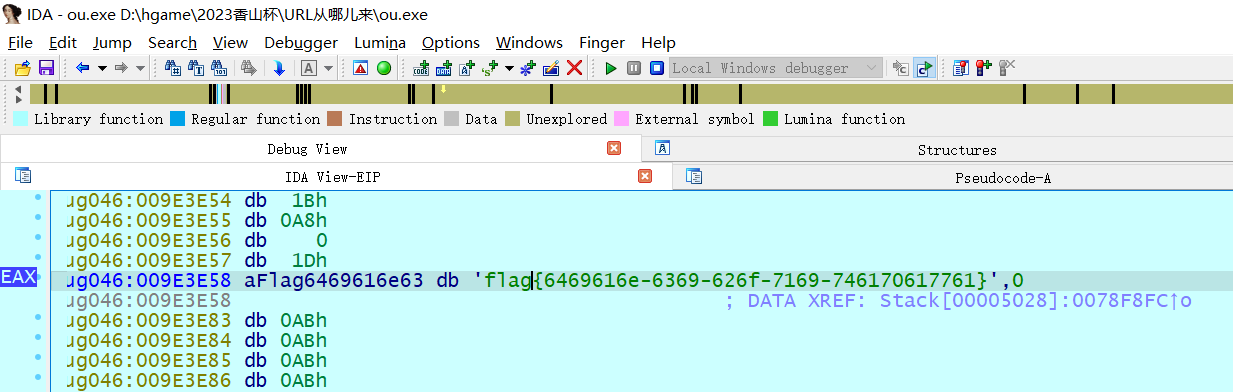 IDA - ou.exe D:\hgame\2023香山杯\URL从哪儿来\ou.exe
File Edit Jump Search View Debugger Lumina Options Windows Finger Help
Local Windows debugger
Library function Regular function Instruction Data Unexplored External symbol Lumina function
Debug View Structures
IDA View-EIP Pseudocode-A
ug046:009E3E54 db 1Bh
ug046:009E3E55 db 0A8h
ug046:009E3E56 db 0
ug046:009E3E57 db 1Dh
EAX ug046:009E3E58 aFlag6469616e63 db 'flag{6469616e-6369-626f-7169-746170617761}',0
ug046:009E3E58 ; DATA XREF: Stack[00005028]:0078F8FC↑o
ug046:009E3E83 db 0ABh
ug046:009E3E84 db 0ABh
ug046:009E3E85 db 0ABh
ug046:009E3E86 db 0ABh